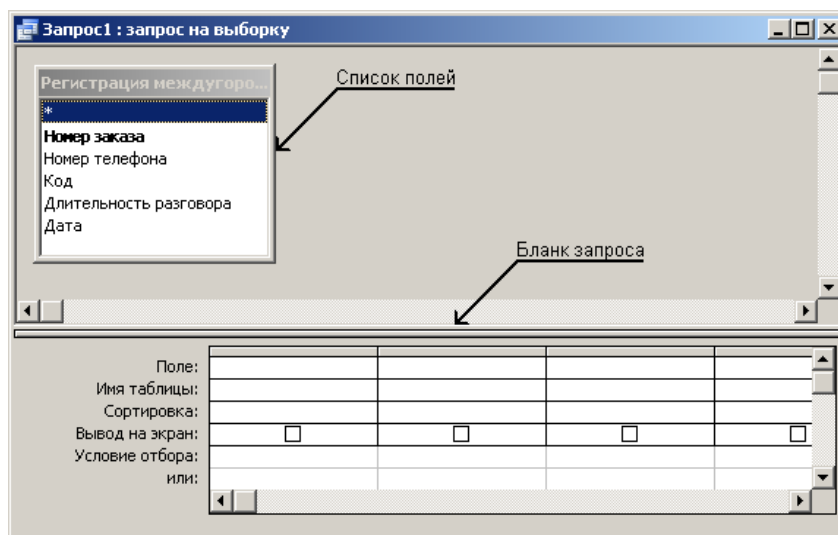 Запрос1 : запрос на выборку
Регистрация междугоро...
Список полей
*
Номер заказа
Номер телефона
Код
Длительность разговора
Дата
Бланк запроса
Поле:
Имя таблицы:
Сортировка:
Вывод на экран:
Условие отбора:
или: